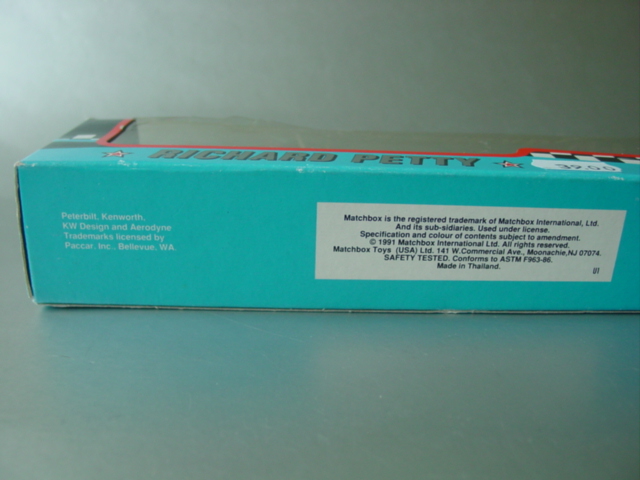 RICHARD PETTY
39.00
Peterbilt, Kenworth,
KW Design and Aerodyne
Trademarks licensed by
Paccar, Inc., Bellevue, WA.
Matchbox is the registered trademark of Matchbox International, Ltd.
And its sub-sidiaries. Used under license.
Specification and colour of contents subject to amendment.
© 1991 Matchbox International Ltd. All rights reserved.
Matchbox Toys (USA) Ltd. 141 W.Commercial Ave., Moonachie,NJ 07074.
SAFETY TESTED. Conforms to ASTM F963-86.
Made in Thailand.
U1